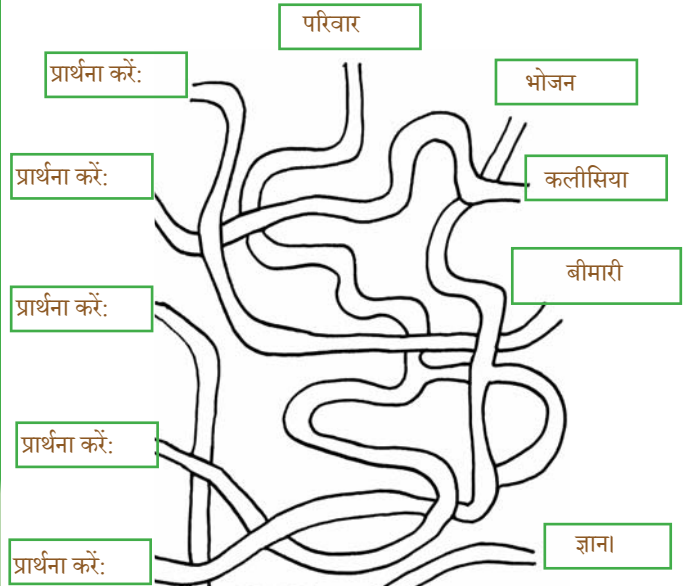 परिवार
प्रार्थना करें:
भोजन
प्रार्थना करें:
कलीसिया
बीमारी
प्रार्थना करें:
प्रार्थना करें:
ज्ञान।
प्रार्थना करें: